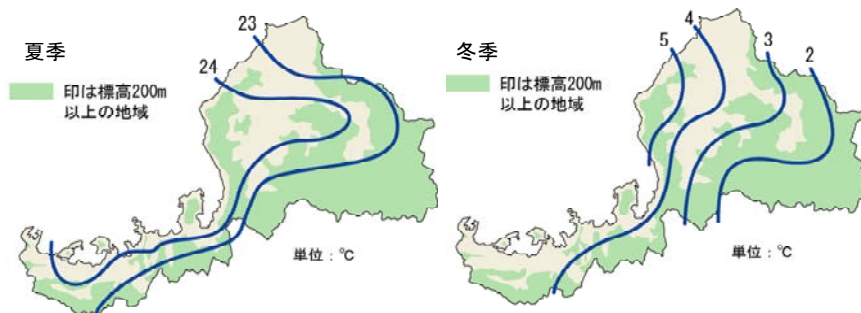 夏季
23
24
印は標高200m
以上の地域
単位:℃
冬季
5
4
3
2
印は標高200m
以上の地域
単位:℃